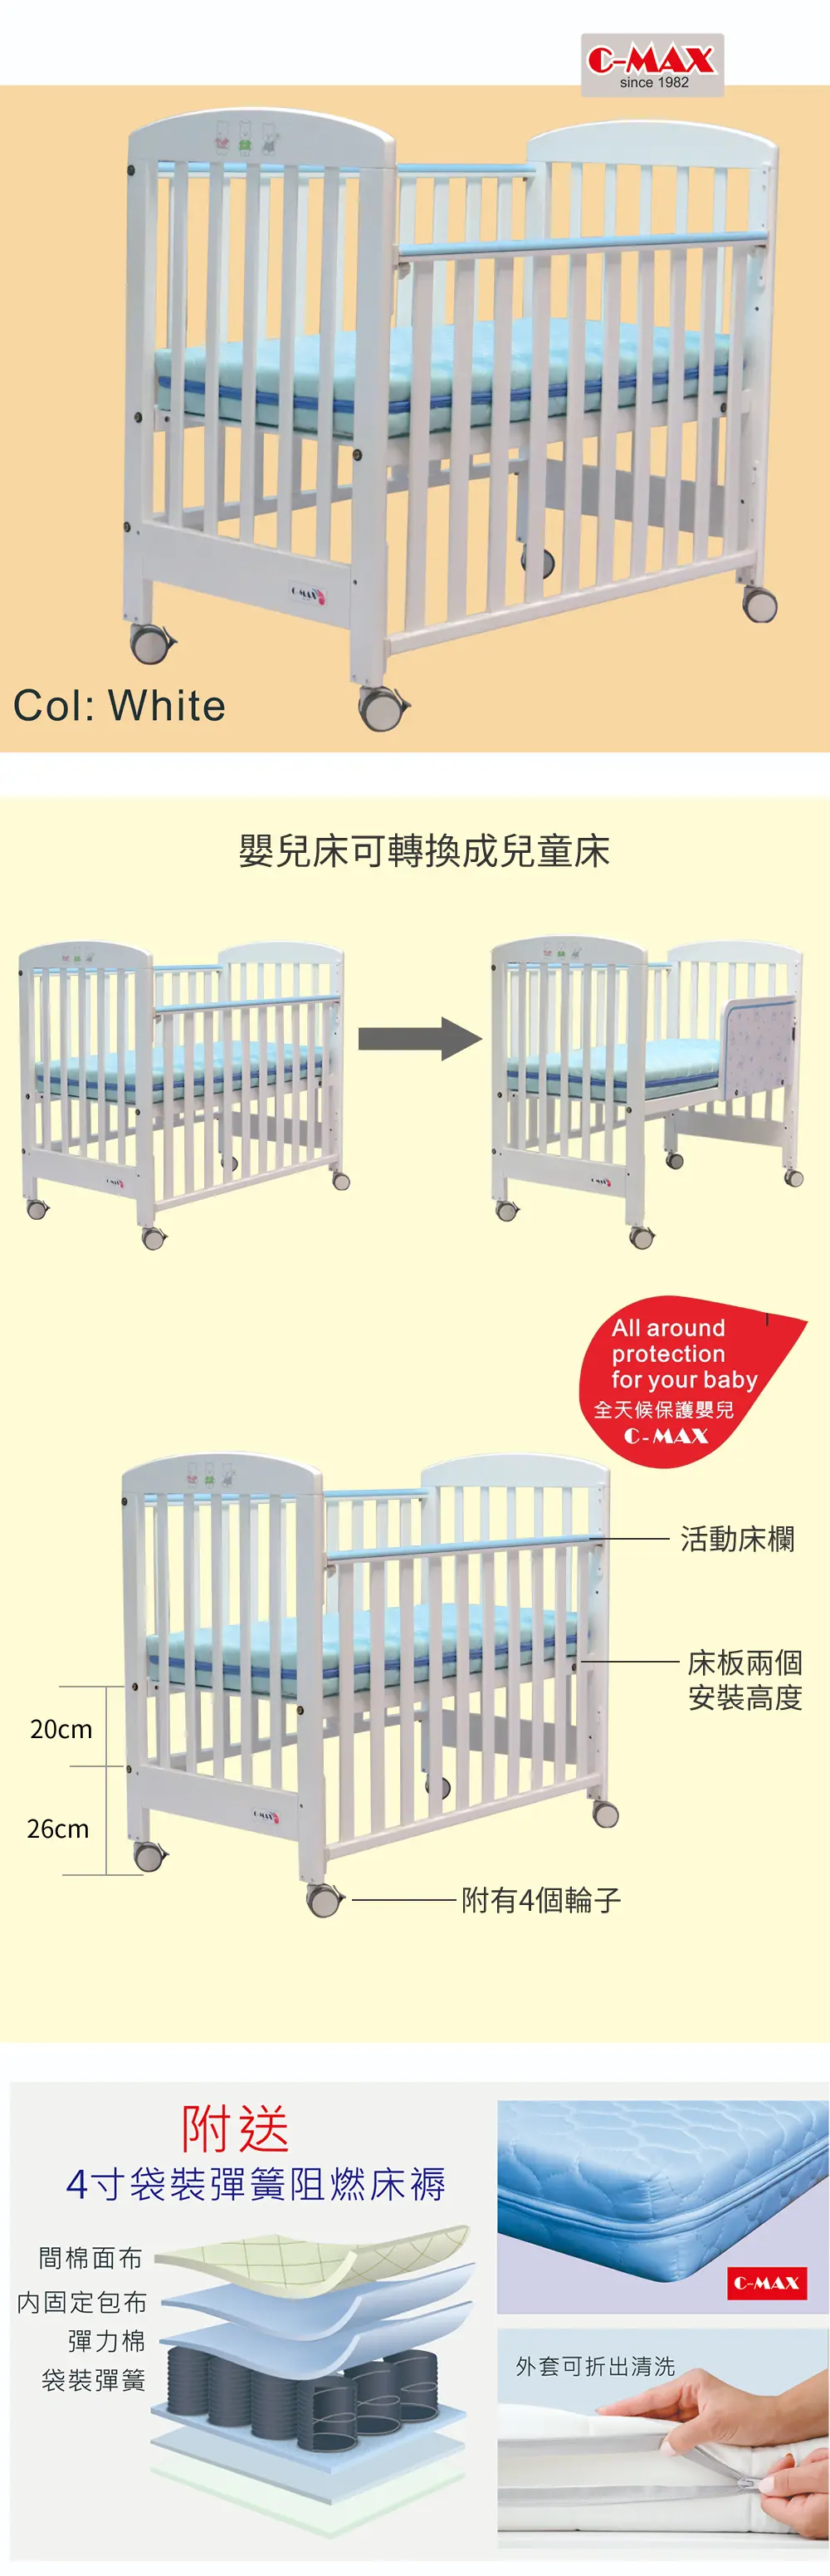 C-MAX
since 1982
C-MAX
Col: White
嬰兒床可轉換成兒童床
C-MAX
C-MAX
All around
protection
for your baby
全天候保護嬰兒
C-MAX
活動床欄
床板兩個
安裝高度
20cm
26cm
C-MAX
附有4個輪子
附送
4寸袋裝彈簧阻燃床褥
間棉面布
内固定包布
彈力棉
袋裝彈簧
C-MAX
外套可折出清洗